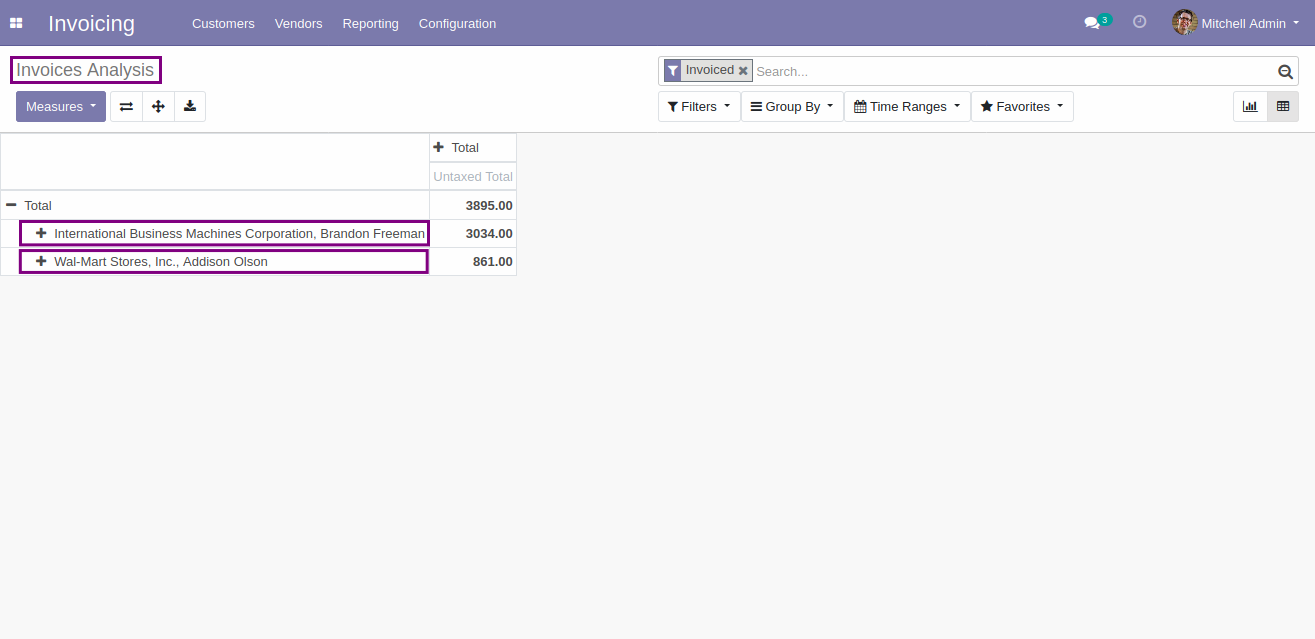 Invoicing Customers Vendors Reporting Configuration 3 Mitchell Admin
Invoices Analysis Invoiced Search...
Measures Filters Group By Time Ranges Favorites
Total
Untaxed Total
Total 3895.00
International Business Machines Corporation, Brandon Freeman 3034.00
Wal-Mart Stores, Inc., Addison Olson 861.00